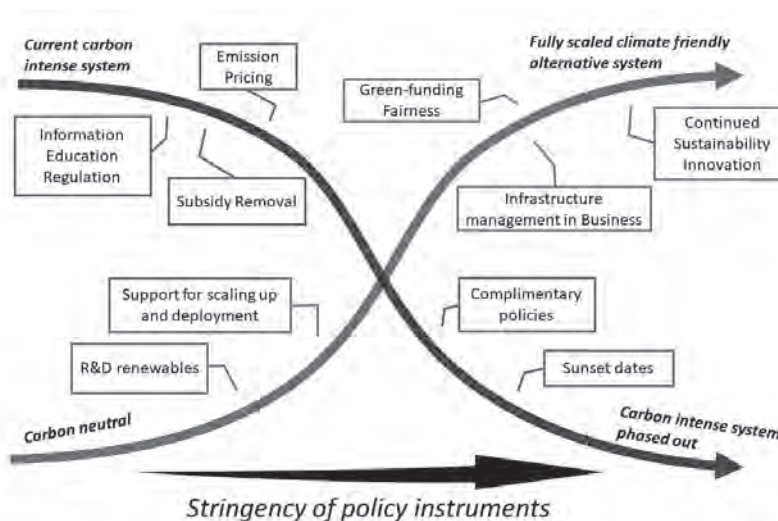 Current carbon
intense system
Emission
Pricing
Fully scaled climate friendly
alternative system
Green-funding
Fairness
Information
Education
Regulation
Continued
Sustainability
Innovation
Subsidy Removal
Infrastructure
management in Business
Support for scaling up
and deployment
Complimentary
policies
R&D renewables
Sunset dates
Carbon neutral
Carbon intense system
phased out
Stringency of policy instruments